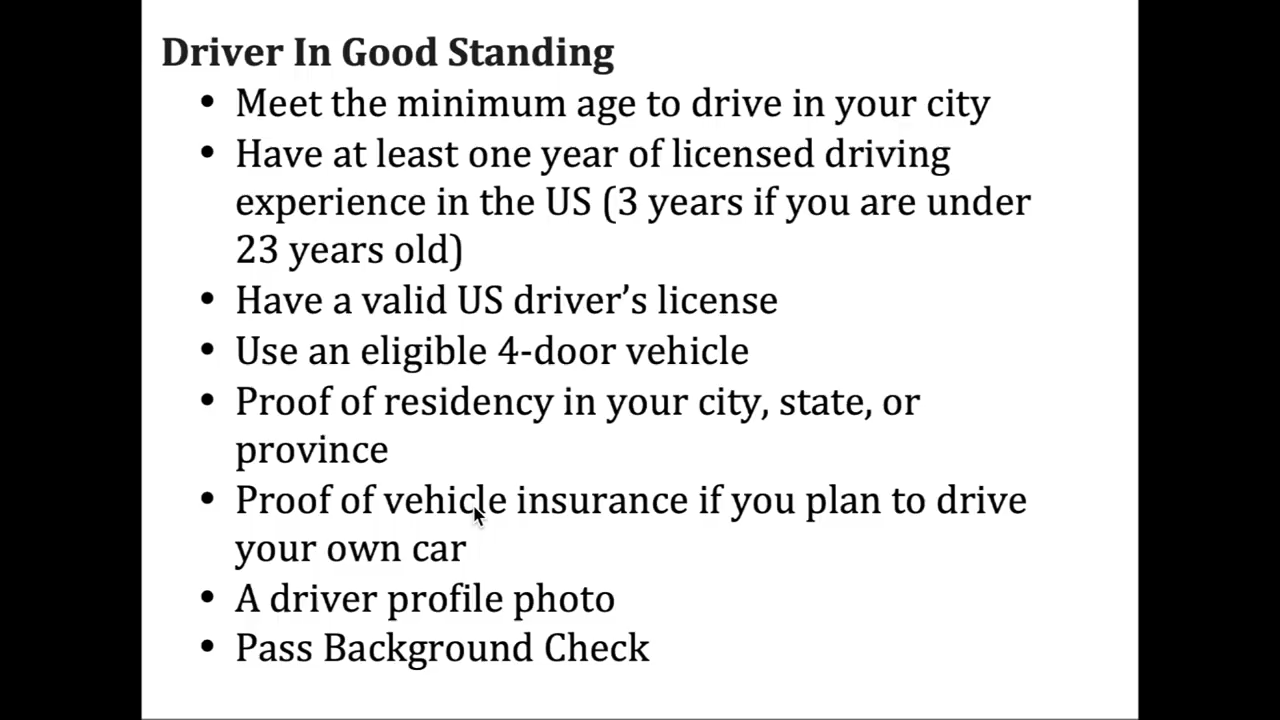 Driver In Good Standing
• Meet the minimum age to drive in your city
• Have at least one year of licensed driving
experience in the US (3 years if you are under
23 years old)
• Have a valid US driver’s license
• Use an eligible 4-door vehicle
• Proof of residency in your city, state, or
province
• Proof of vehicle insurance if you plan to drive
your own car
• A driver profile photo
• Pass Background Check